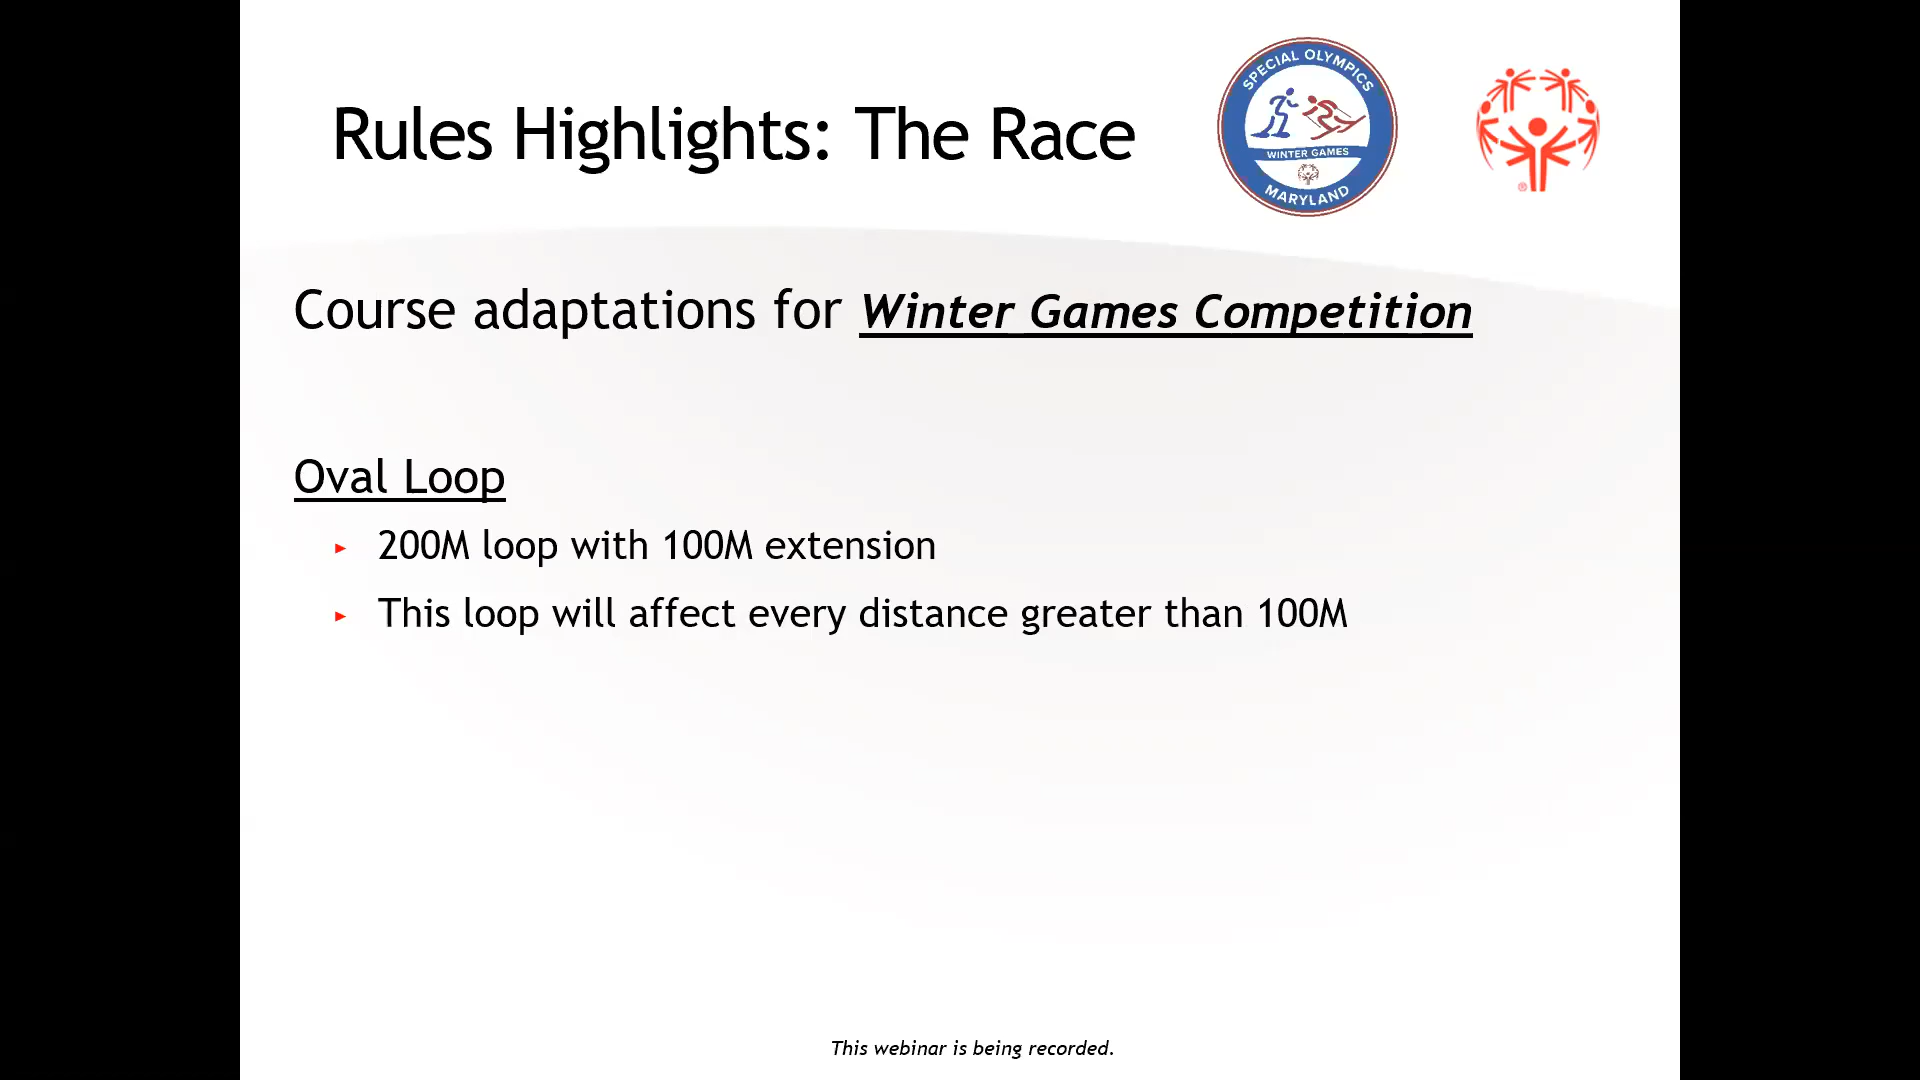 Rules Highlights: The Race
SPECIAL OLYMPICS
WINTER GAMES
MARYLAND
®
Course adaptations for Winter Games Competition
Oval Loop
▸ 200M loop with 100M extension
▸ This loop will affect every distance greater than 100M
This webinar is being recorded.